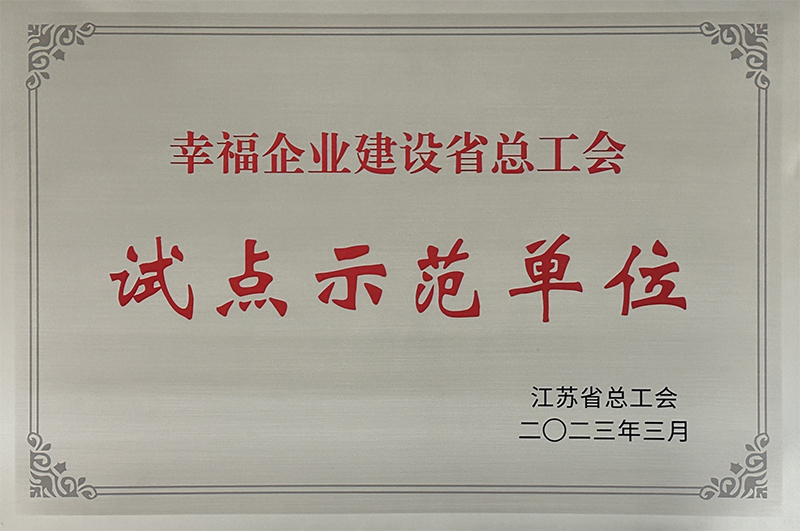 幸福企业建设省总工会
试点示范单位
江苏省总工会
二〇二三年三月